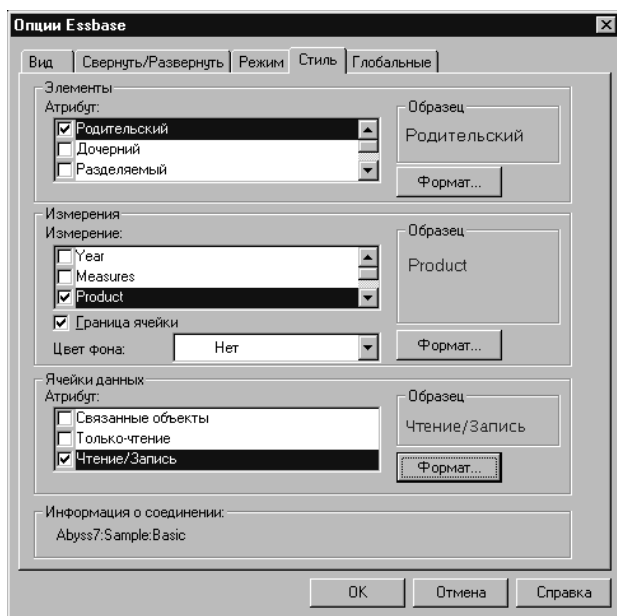 Опции Essbase
Вид Свернуть/Развернуть Режим Стиль Глобальные
Элементы
Атрибут:
Родительский
Дочерний
Разделяемый
Образец
Родительский
Формат...
Измерения
Измерение:
Year
Measures
Product
Граница ячейки
Цвет фона: Нет
Образец
Product
Формат...
Ячейки данных
Атрибут:
Связанные объекты
Только-чтение
Чтение/Запись
Образец
Чтение/Запись
Формат...
Информация о соединении:
Abyss7:Sample:Basic
OK Отмена Справка